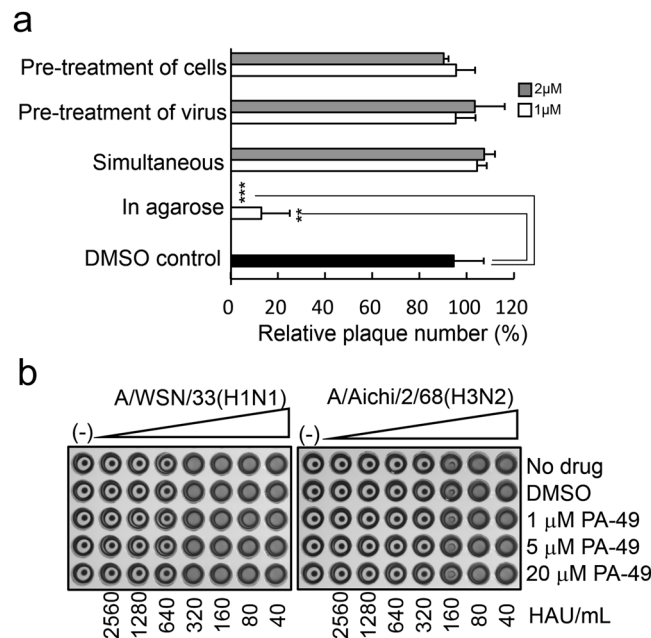 a
Pre-treatment of cells
Pre-treatment of virus
Simultaneous
In agarose
DMSO control
2μM
1μM
***
**
0 20 40 60 80 100 120
Relative plaque number (%)
b
A/WSN/33(H1N1)
A/Aichi/2/68(H3N2)
(-)
(-)
No drug
DMSO
1 μM PA-49
5 μM PA-49
20 μM PA-49
2560 1280 640 320 160 80 40
2560 1280 640 320 160 80 40
HAU/mL